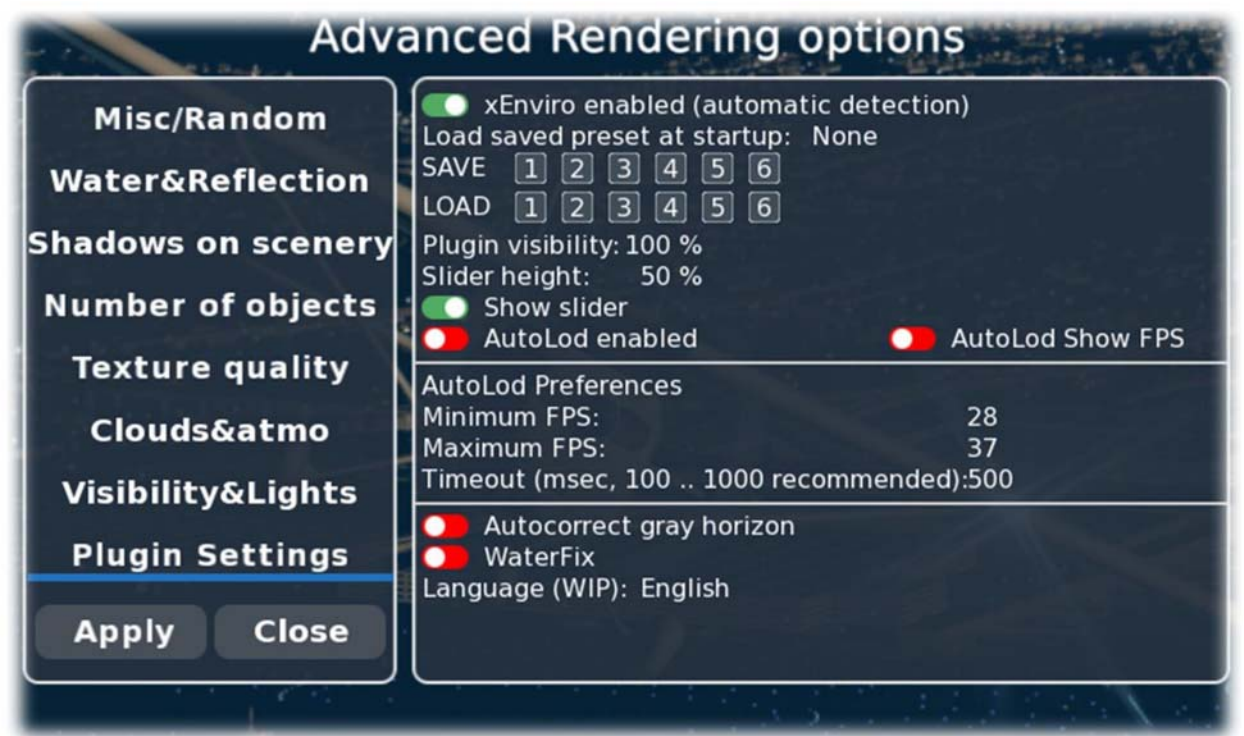 Advanced Rendering options
Misc/Random
Water&Reflection
Shadows on scenery
Number of objects
Texture quality
Clouds&atmo
Visibility&Lights
Plugin Settings
Apply Close
xEnviro enabled (automatic detection)
Load saved preset at startup: None
SAVE 1 2 3 4 5 6
LOAD 1 2 3 4 5 6
Plugin visibility: 100 %
Slider height: 50 %
Show slider
AutoLod enabled AutoLod Show FPS
AutoLod Preferences
Minimum FPS: 28
Maximum FPS: 37
Timeout (msec, 100 .. 1000 recommended):500
Autocorrect gray horizon
WaterFix
Language (WIP): English